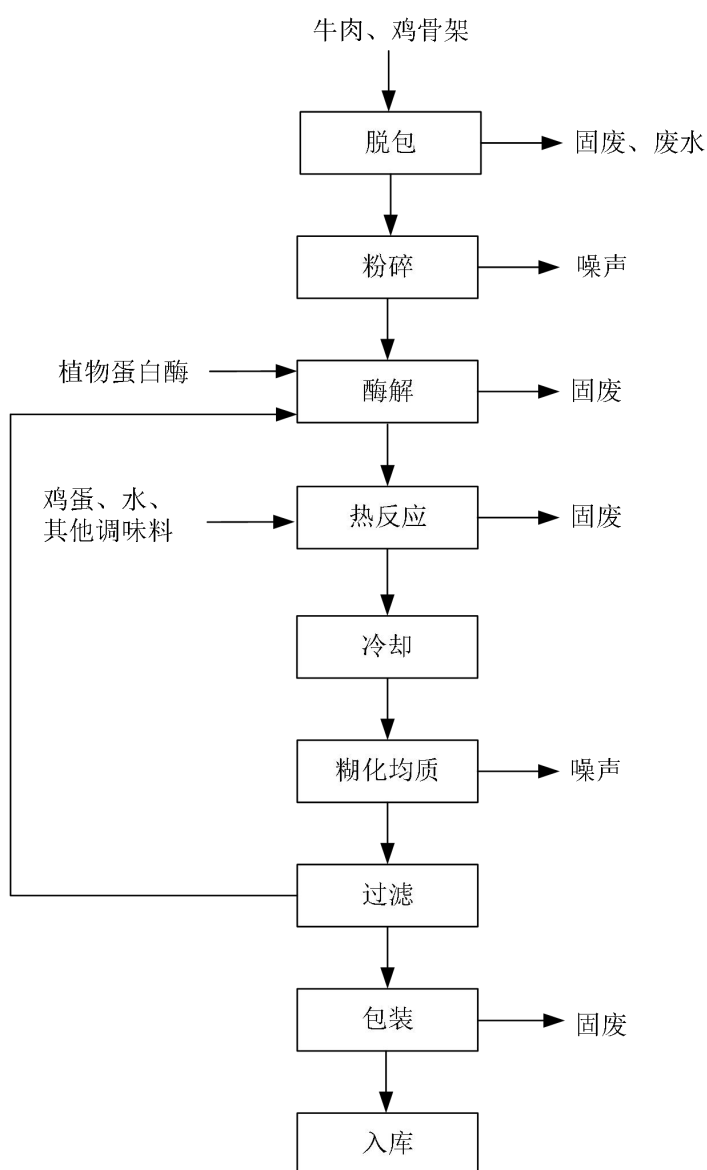 牛肉、鸡骨架
脱包
固废、废水
粉碎
噪声
植物蛋白酶
酶解
固废
鸡蛋、水、
其他调味料
热反应
固废
冷却
糊化均质
噪声
过滤
包装
固废
入库